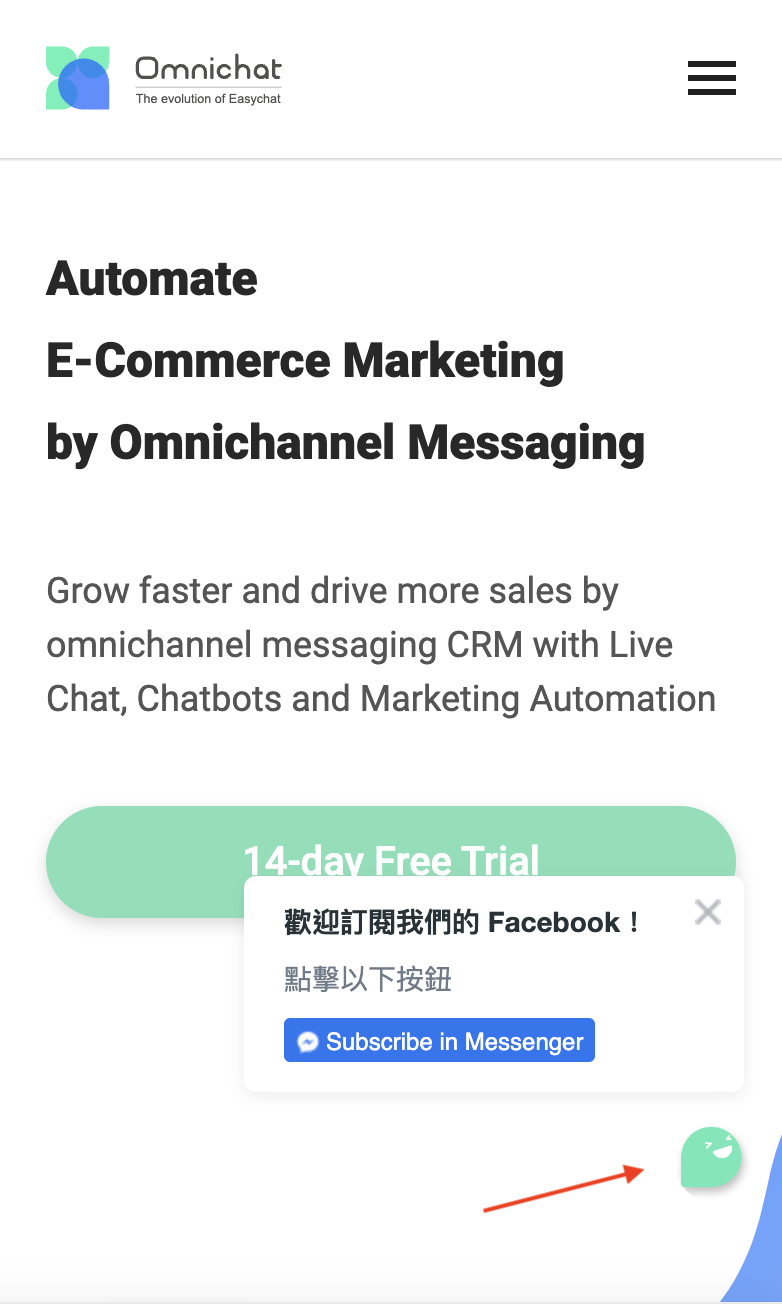 Omnichat
The evolution of Easychat
Automate
E-Commerce Marketing
by Omnichannel Messaging
Grow faster and drive more sales by
omnichannel messaging CRM with Live
Chat, Chatbots and Marketing Automation
14-day Free Trial
歡迎訂閱我們的 Facebook！
點擊以下按鈕
Subscribe in Messenger